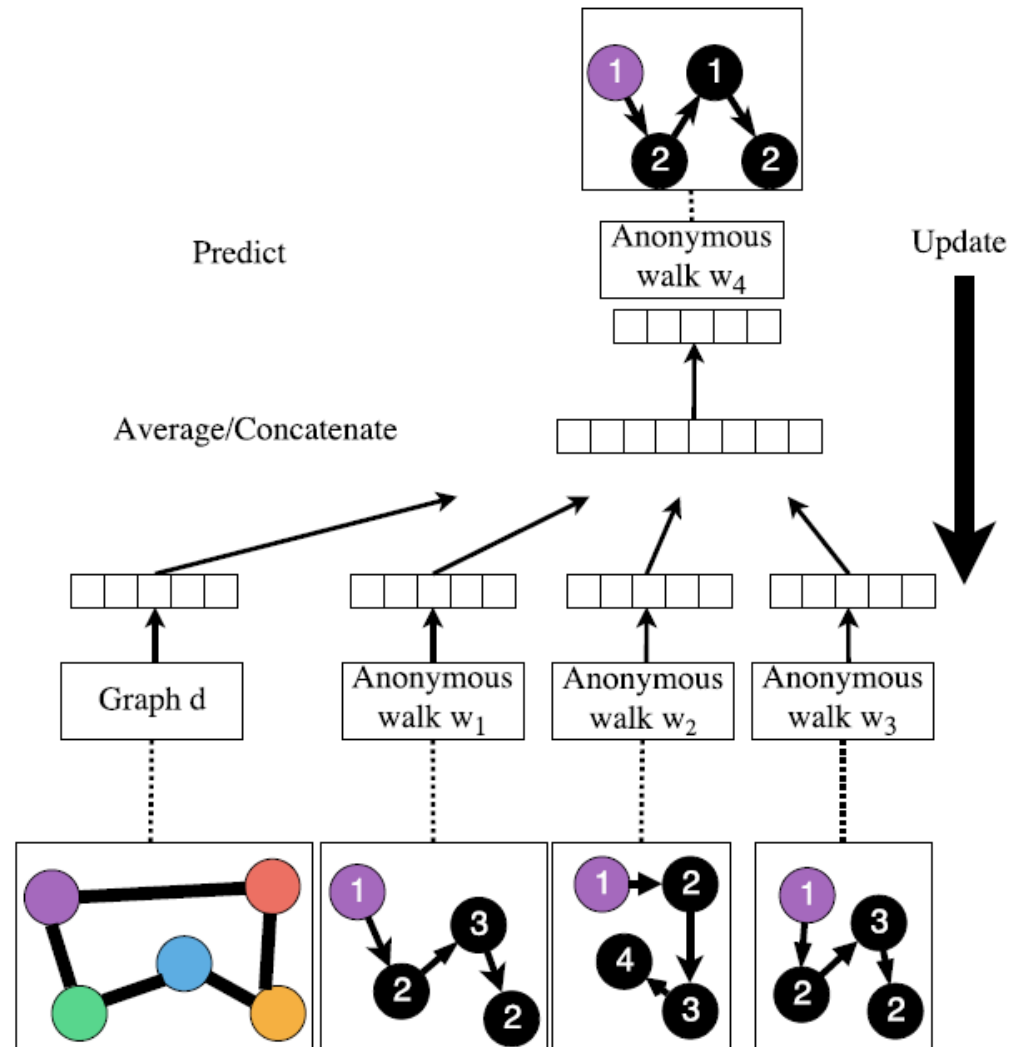 1
1
2
2
Anonymous
walk w4
Predict
Update
Average/Concatenate
Graph d
Anonymous
walk w1
Anonymous
walk w2
Anonymous
walk w3
1
3
2
2
1
2
4
3
1
3
2
2